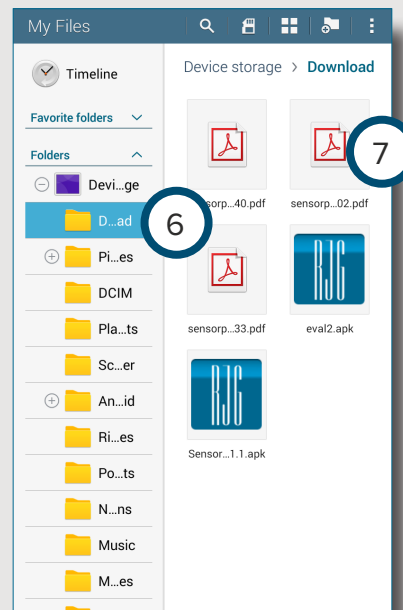 My Files
Timeline
Device storage > Download
Favorite folders
Folders
Devi...ge
D...ad
6
Pi...es
DCIM
Pla...ts
Sc...er
An...id
Ri...es
Po...ts
N...ns
Music
M...es
7
sorp...40.pdf
sensorp...02.pdf
sensorp...33.pdf
RJG
eval2.apk
RJG
Sensor...1.1.apk